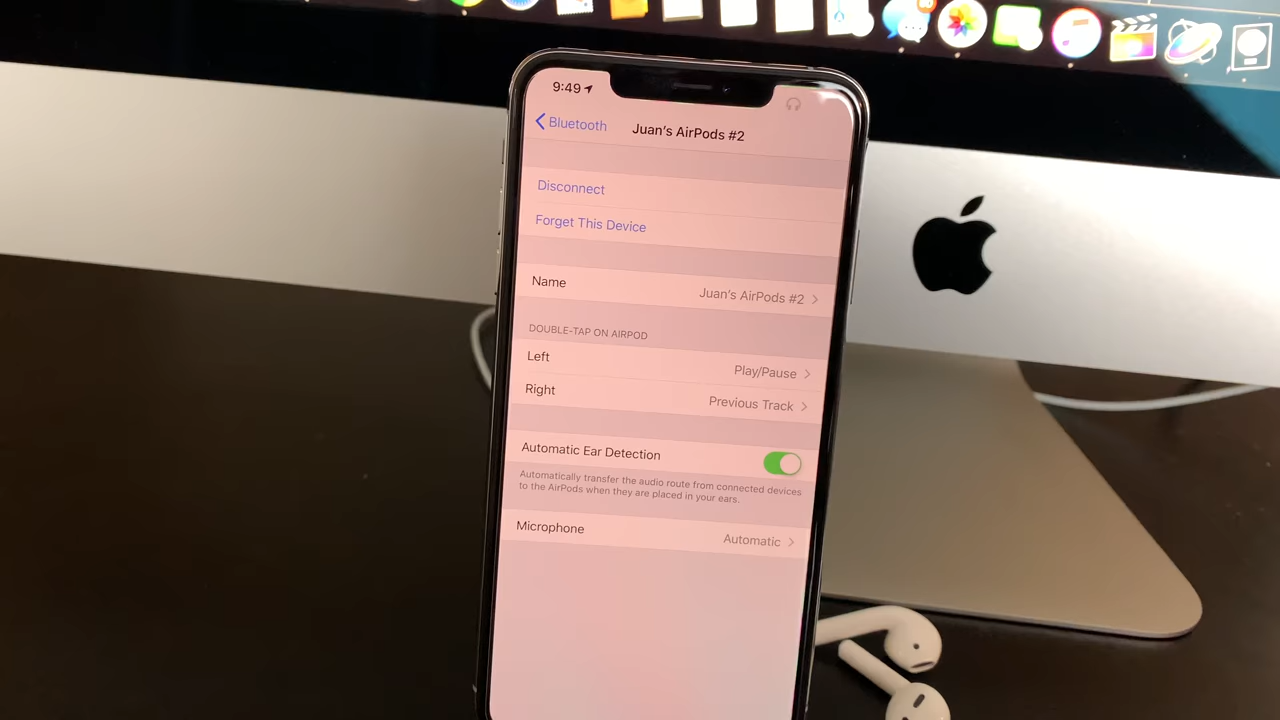 9:49
Bluetooth
Juan's AirPods #2
Disconnect
Forget This Device
Name
Juan's AirPods #2
DOUBLE-TAP ON AIRPOD
Left
Play/Pause
Right
Previous Track
Automatic Ear Detection
Automatically transfer the audio route from connected devices
to the AirPods when they are placed in your ears.
Microphone
Automatic